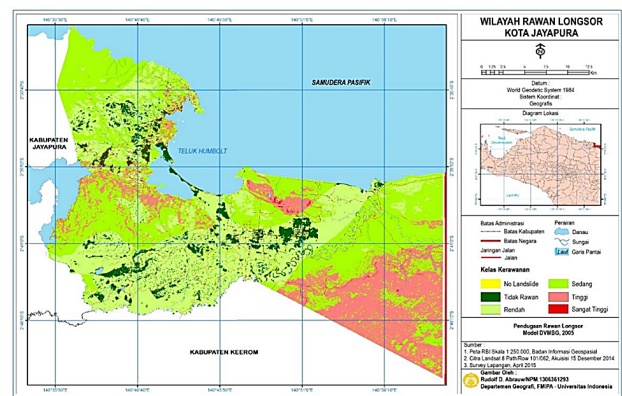 WILAYAH RAWAN LONGSOR
KOTA JAYAPURA
SAMUDERA PASIFIK
KABUPATEN
JAYAPURA
TELUK HUMBOLT
KABUPATEN KEEROM
Km
Datum :
World Geodetic System 1984
Sistem Koordinat :
Geografis
Diagram Lokasi
Batas Administrasi
Batas Kabupaten
Batas Negara
Jaringan Jalan
Jalan
Perairan
Danau
Sungai
Laut
Garis Pantai
Kelas Kerawanan
No Landslide
Tidak Rawan
Rendah
Sedang
Tinggi
Sangat Tinggi
Pendugaan Rawan Longsor
Model DVMBG, 2005
Sumber :
1. Peta RBI Skala 1:250.000, Badan Informasi Geospasial
2. Citra Landsat 8 Path/Row 101/062, Akuisisi 15 Desember 2014
3. Survey Lapangan, April 2015
Gambar Oleh :
Rudolf D. Abrauw/NPM.1306361293
Departemen Geografi, FMIPA - Universitas Indonesia